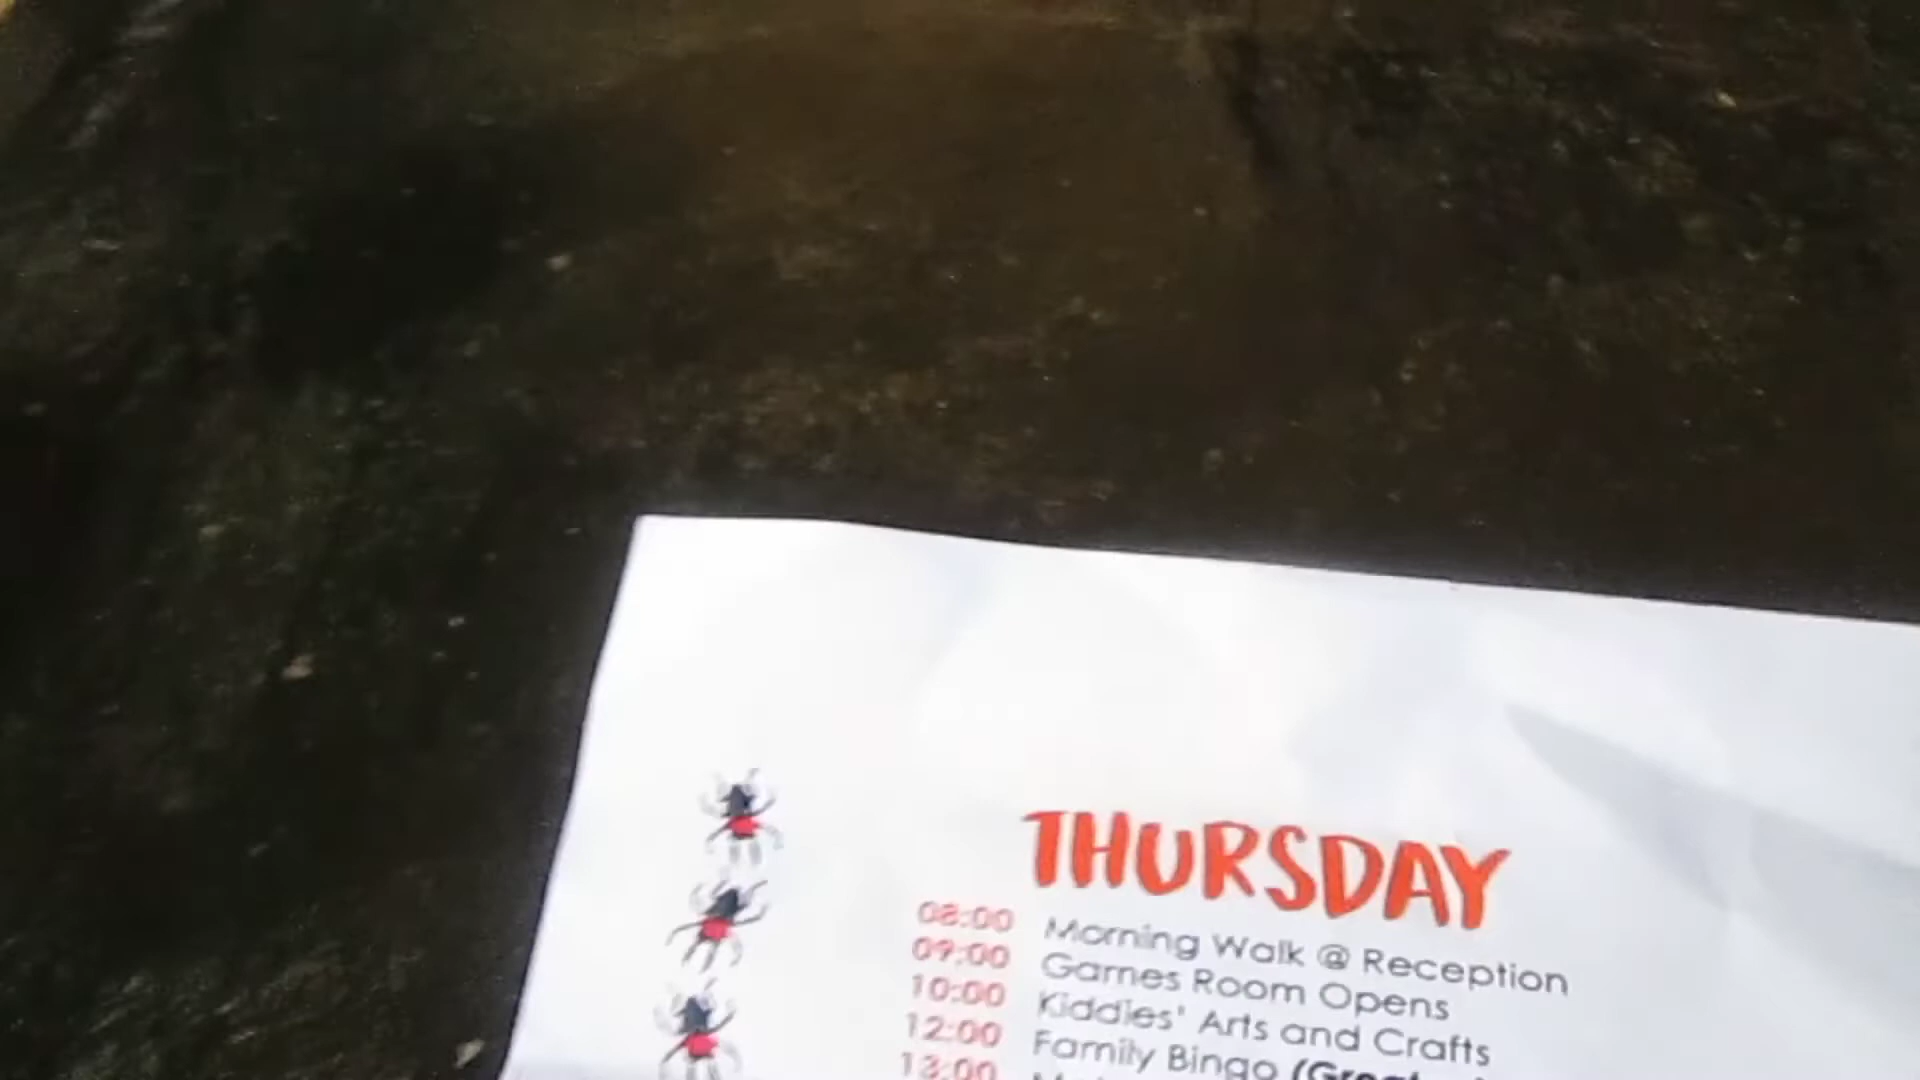 THURSDAY
08:00 Morning Walk @ Reception
09:00 Games Room Opens
10:00 Kiddies' Arts and Crafts
12:00 Family Bingo
13:00